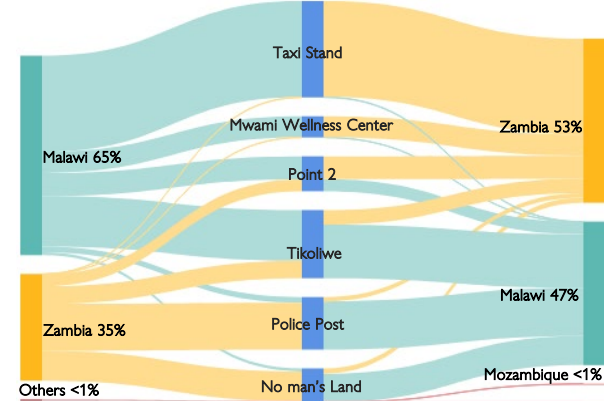 Taxi Stand
Mwami Wellness Center
Zambia 53%
Malawi 65%
Point 2
Tikoliwe
Malawi 47%
Zambia 35%
Police Post
Mozambique <1%
Others <1%
No man's Land